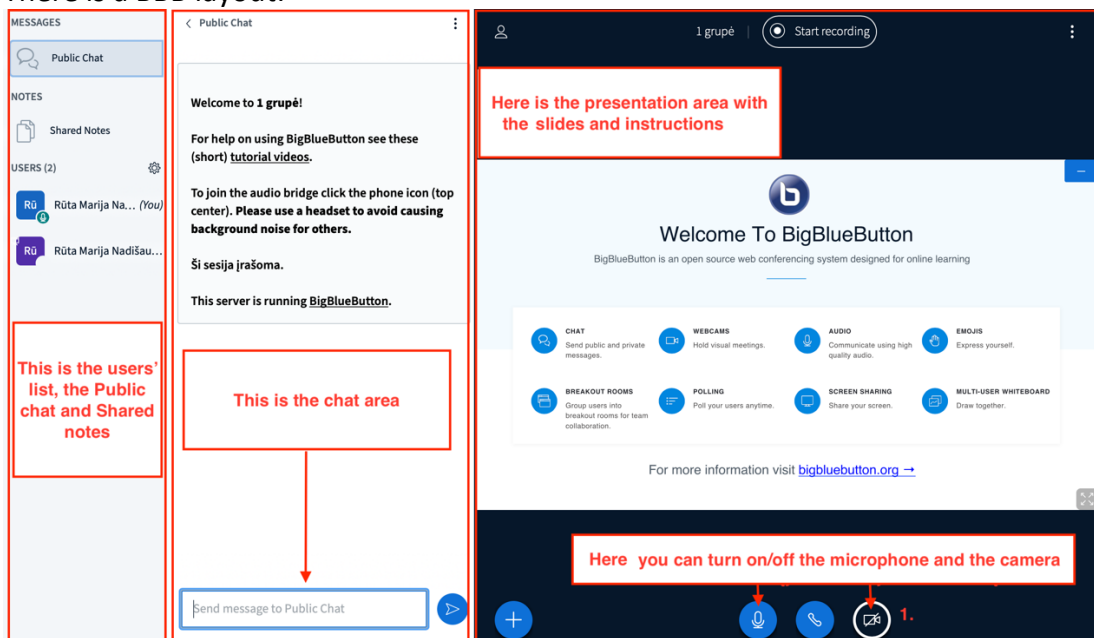 MESSAGES
Public Chat
NOTES
Shared Notes
USERS (2)
Rū
Rūta Marija Na... (You)
Rū
Rūta Marija Nadišau...
This is the users'
list, the Public
chat and Shared
notes
Public Chat
Welcome to 1 grupė!
For help on using BigBlueButton see these
(short) tutorial videos.
To join the audio bridge click the phone icon (top
center). Please use a headset to avoid causing
background noise for others.
Ši sesija įrašoma.
This server is running BigBlueButton.
This is the chat area
Send message to Public Chat
1 grupė
Start recording
Here is the presentation area with
the slides and instructions
b
Welcome To BigBlueButton
BigBlueButton is an open source web conferencing system designed for online learning
CHAT
Send public and private
messages.
WEBCAMS
Hold visual meetings.
AUDIO
Communicate using high
quality audio.
EMOJIS
Express yourself.
BREAKOUT ROOMS
Group users into
breakout rooms for team
collaboration.
POLLING
Poll your users anytime.
SCREEN SHARING
Share your screen.
MULTI-USER WHITEBOARD
Draw together.
For more information visit bigbluebutton.org →
Here you can turn on/off the microphone and the camera
1.